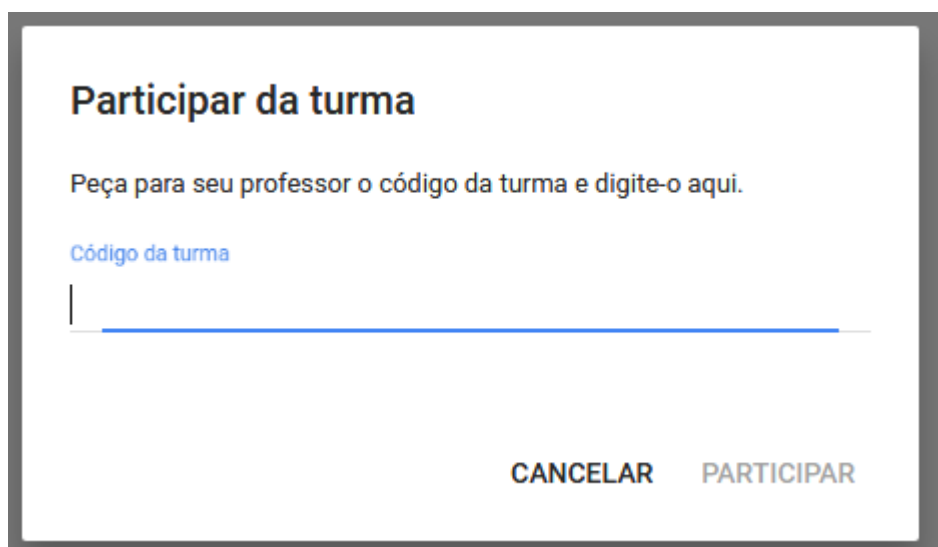 Participar da turma
Peça para seu professor o código da turma e digite-o aqui.
Código da turma
CANCELAR PARTICIPAR